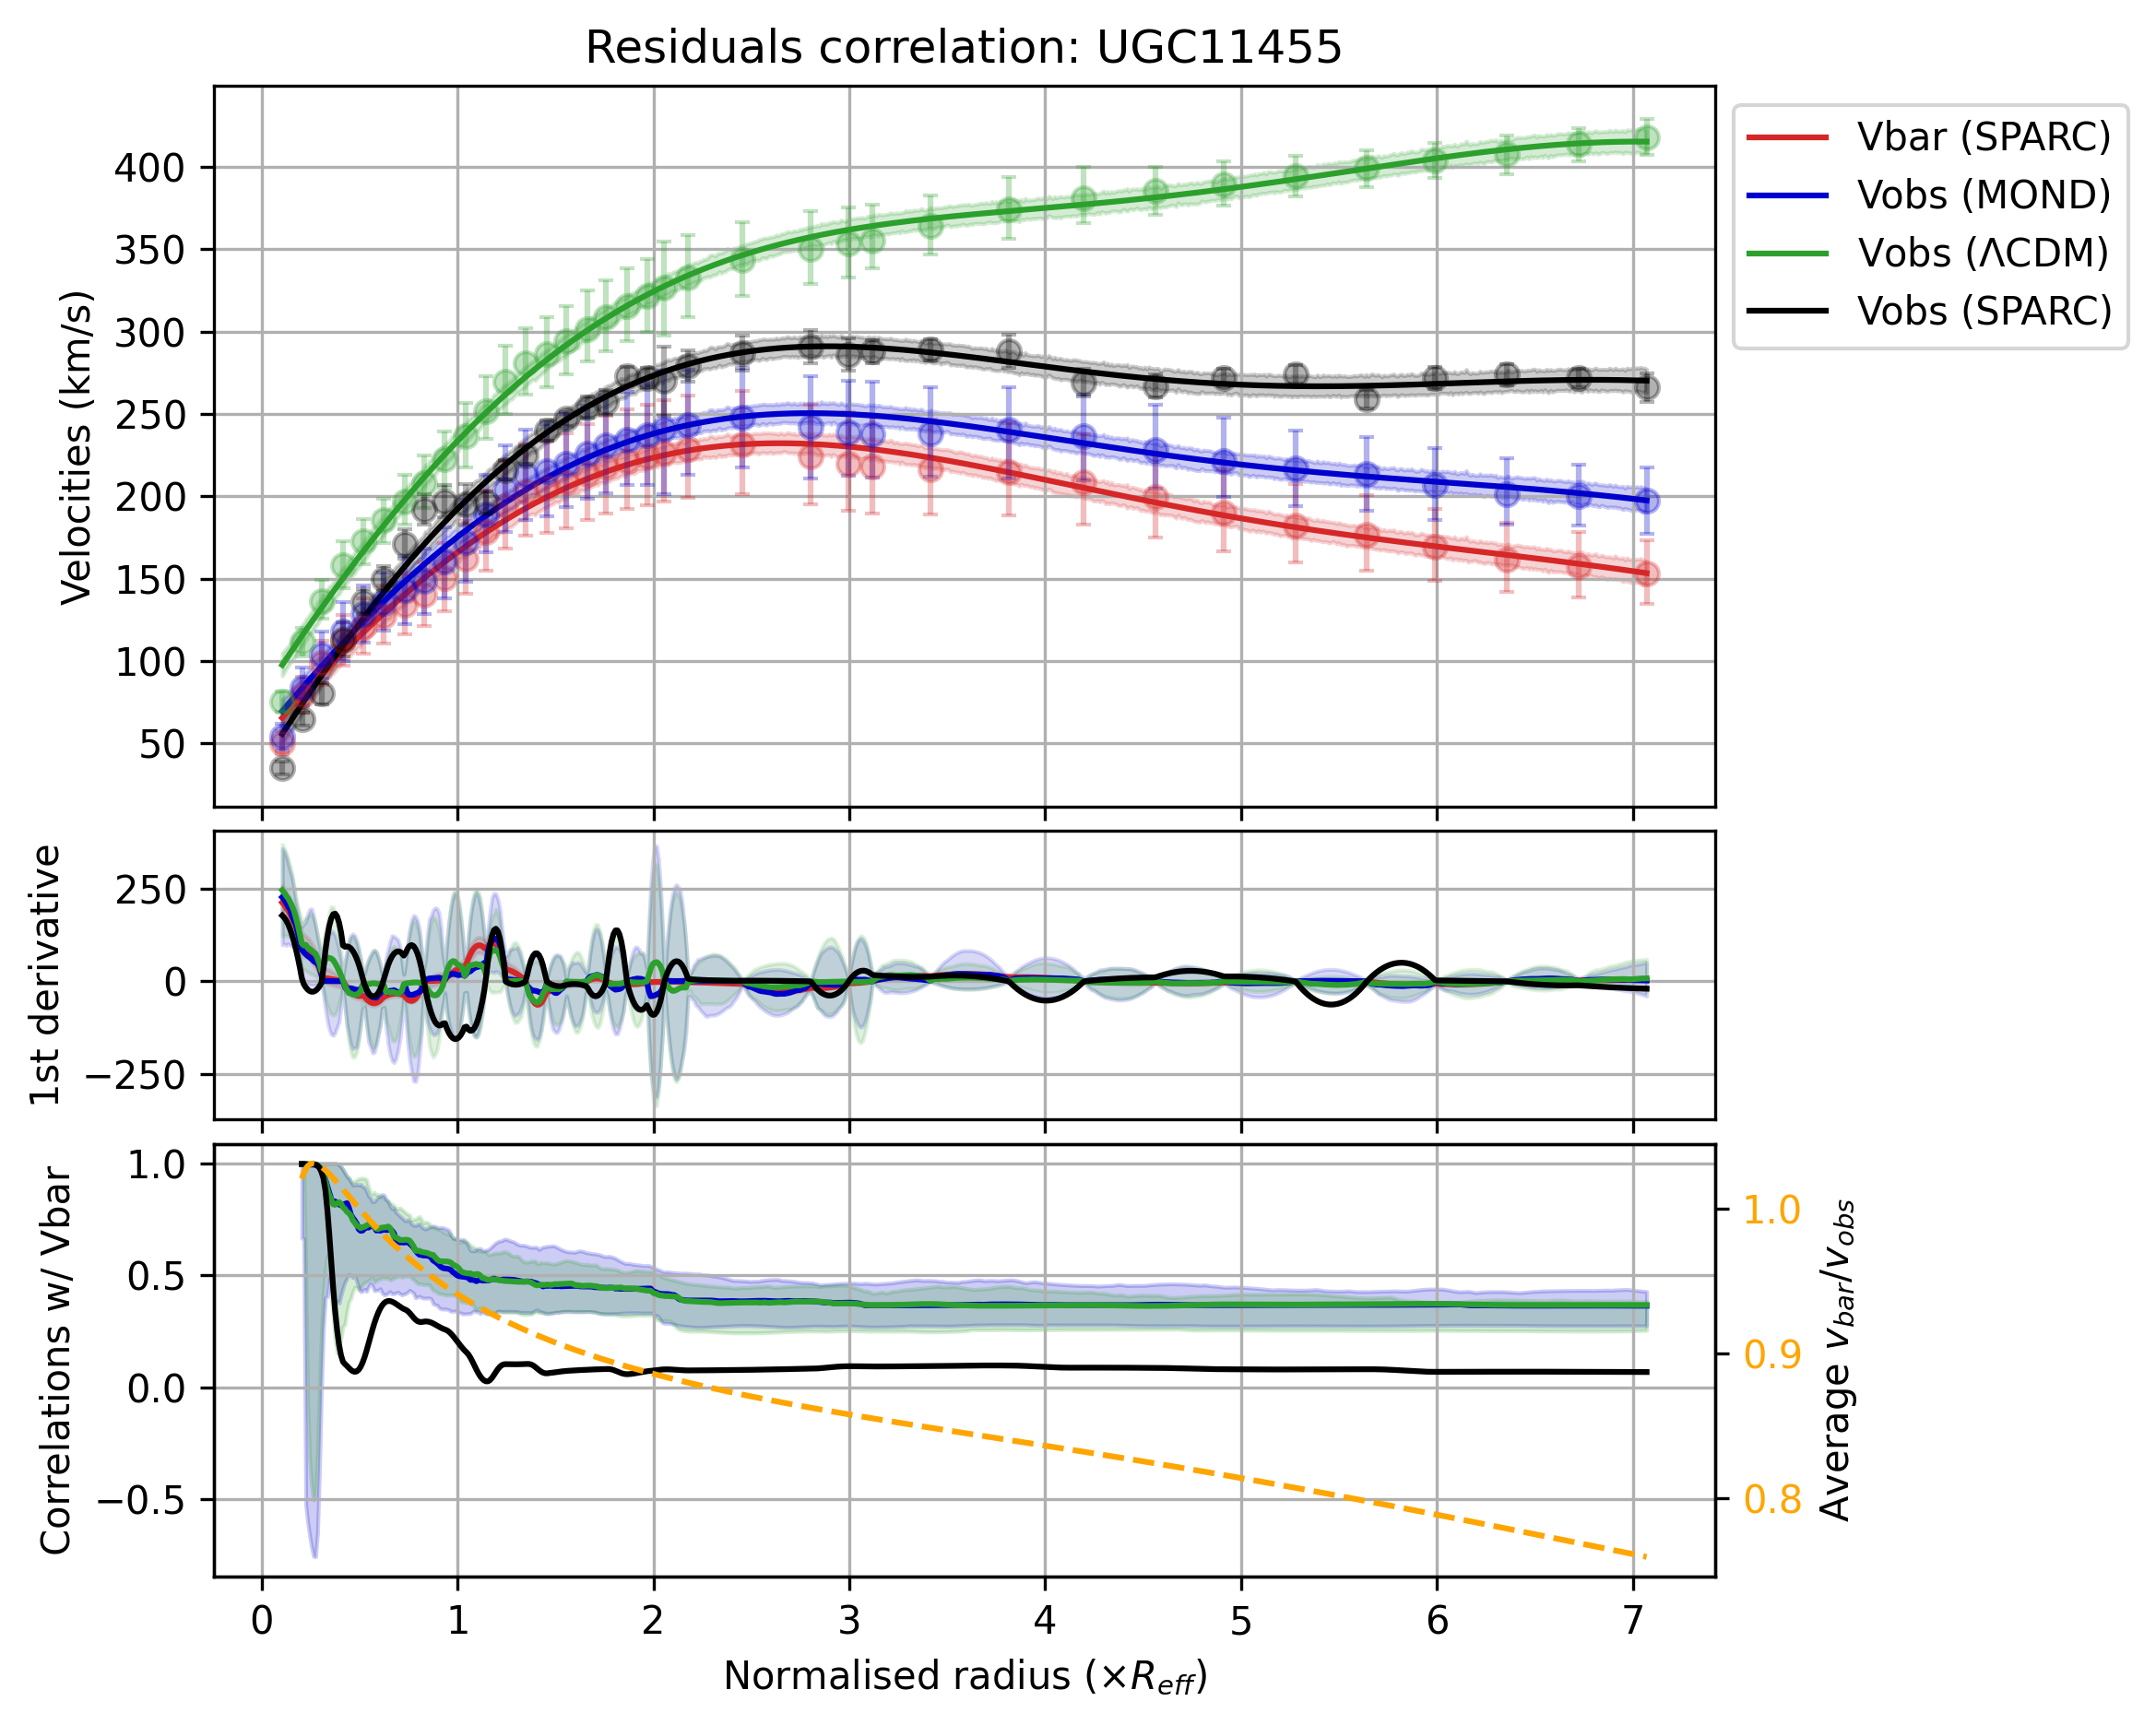 Residuals correlation: UGC11455
Velocities (km/s)
400
350
300
250
200
150
100
50
Vbar (SPARC)
Vobs (MOND)
Vobs (ΛCDM)
Vobs (SPARC)
1st derivative
250
0
−250
Correlations w/ Vbar
1.0
0.5
0.0
−0.5
1.0
0.9
0.8
Average v_bar/v_obs
0 1 2 3 4 5 6 7
Normalised radius (×R_eff)